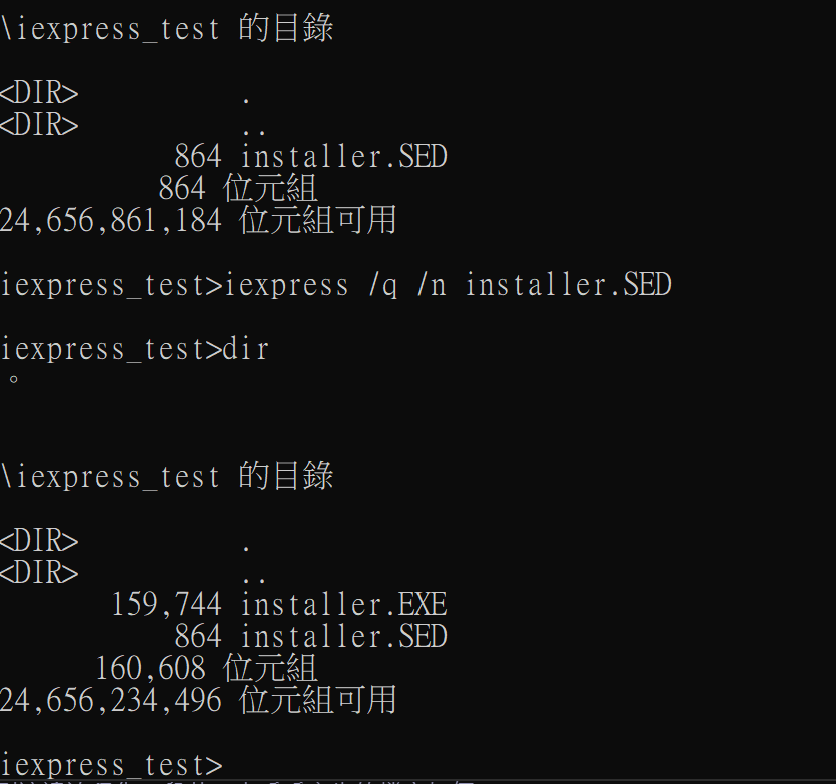 \iexpress_test 的目錄
<DIR> .
<DIR> ..
864 installer.SED
864 位元組
24,656,861,184 位元組可用
iexpress_test>iexpress /q /n installer.SED
iexpress_test>dir
。
\iexpress_test 的目錄
<DIR> .
<DIR> ..
159,744 installer.EXE
864 installer.SED
160,608 位元組
24,656,234,496 位元組可用
iexpress_test>